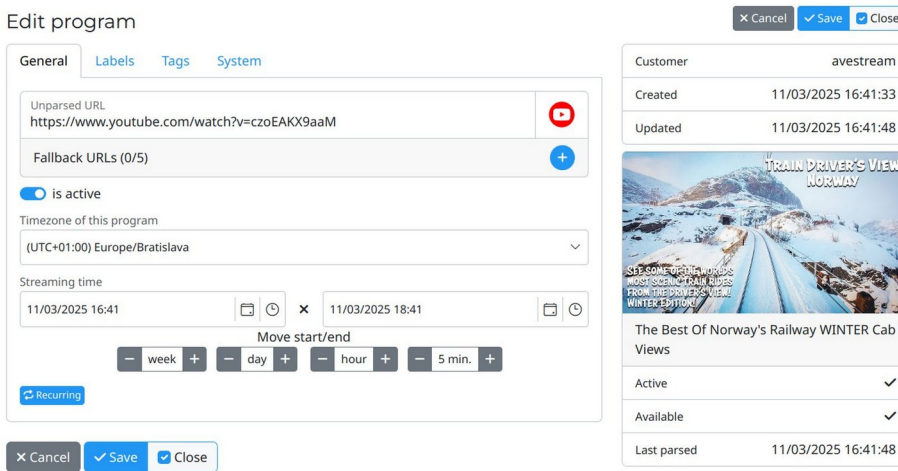 Edit program
× Cancel ✓ Save Close
General Labels Tags System
Unparsed URL
https://www.youtube.com/watch?v=czoEAKX9aaM
Fallback URLs (0/5)
+
is active
Timezone of this program
(UTC+01:00) Europe/Bratislava
Streaming time
11/03/2025 16:41 × 11/03/2025 18:41
Move start/end
− week + − day + − hour + − 5 min. +
Recurring
× Cancel ✓ Save Close
Customer avestream
Created 11/03/2025 16:41:33
Updated 11/03/2025 16:41:48
TRAIN DRIVER'S VIEW
NORWAY
SEE SOME OF THE WORLDS
MOST SCENIC TRAIN RIDES
FROM THE DRIVER'S VIEW!
WINTER EDITION!
The Best Of Norway's Railway WINTER Cab
Views
Active ✓
Available ✓
Last parsed 11/03/2025 16:41:48